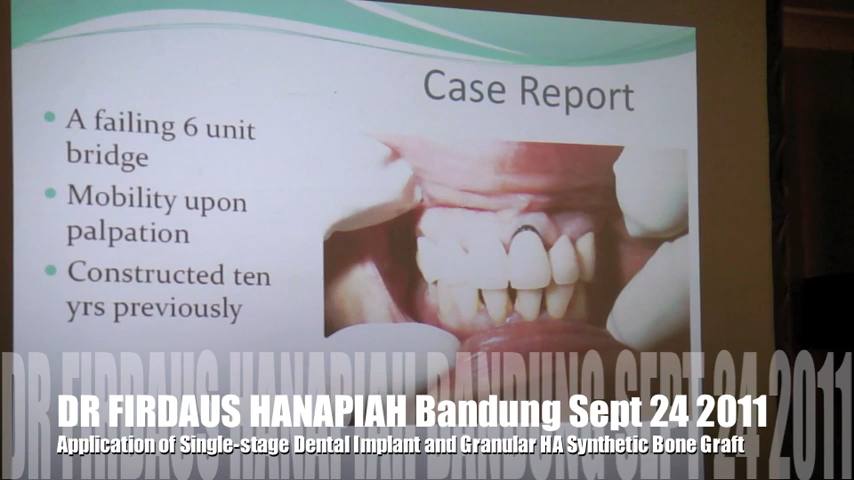 Case Report
A failing 6 unit
bridge
Mobility upon
palpation
Constructed ten
yrs previously
DR FIRDAUS HANAPIAH BANDUNG SEPT 24 2011
DR FIRDAUS HANAPIAH Bandung Sept 24 2011
Application of Single-stage Dental Implant and Granular HA Synthetic Bone Graft